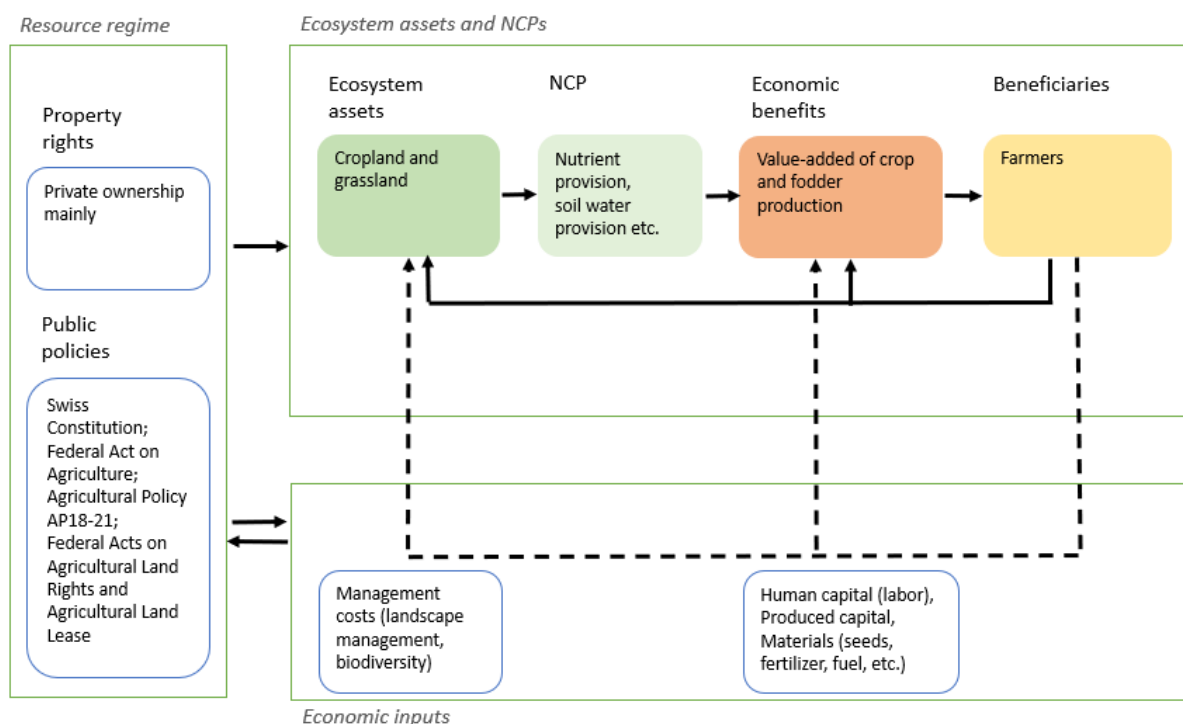 Resource regime
Property
rights
Private ownership
mainly
Public
policies
Swiss
Constitution;
Federal Act on
Agriculture;
Agricultural Policy
AP18-21;
Federal Acts on
Agricultural Land
Rights and
Agricultural Land
Lease
Ecosystem assets and NCPs
Ecosystem
assets
Cropland and
grassland
NCP
Nutrient
provision,
soil water
provision etc.
Economic
benefits
Value-added of crop
and fodder
production
Beneficiaries
Farmers
Management
costs (landscape
management,
biodiversity)
Human capital (labor),
Produced capital,
Materials (seeds,
fertilizer, fuel, etc.)
Economic inputs